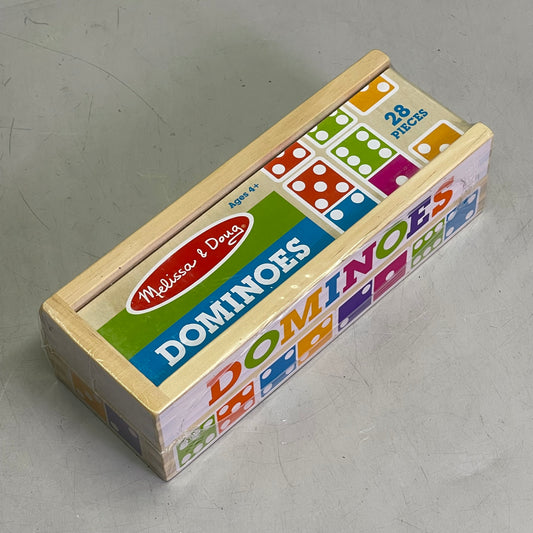 28
PIECES
Ages 4+
Melissa & Doug
DOMINOES
DOMINOES